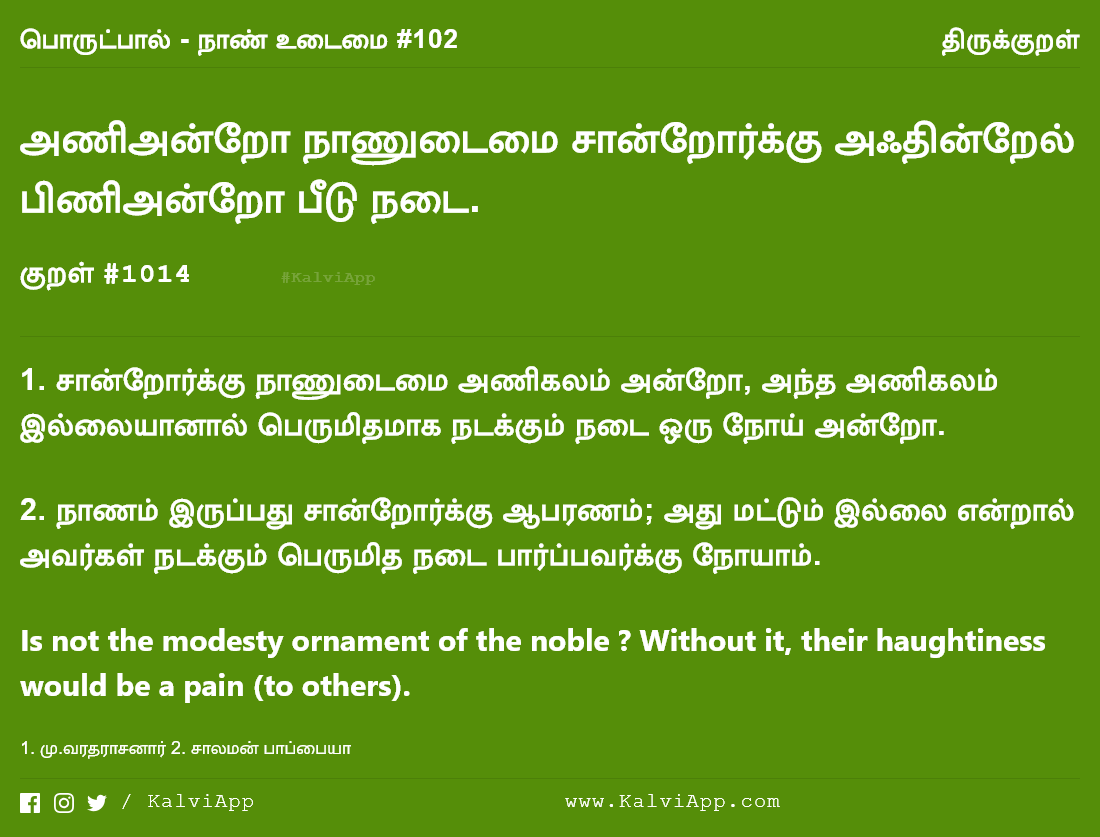 பொருட்பால் - நாண் உடைமை #102
திருக்குறள்
அணிஅன்றோ நாணுடைமை சான்றோர்க்கு அஃதின்றேல்
பிணிஅன்றோ பீடு நடை.
குறள் #1014
#KalviApp
1. சான்றோர்க்கு நாணுடைமை அணிகலம் அன்றோ, அந்த அணிகலம்
இல்லையானால் பெருமிதமாக நடக்கும் நடை ஒரு நோய் அன்றோ.
2. நாணம் இருப்பது சான்றோர்க்கு ஆபரணம்; அது மட்டும் இல்லை என்றால்
அவர்கள் நடக்கும் பெருமித நடை பார்ப்பவர்க்கு நோயாம்.
Is not the modesty ornament of the noble ? Without it, their haughtiness
would be a pain (to others).
1. மு.வரதராசனார் 2. சாலமன் பாப்பையா
/ KalviApp
www.KalviApp.com